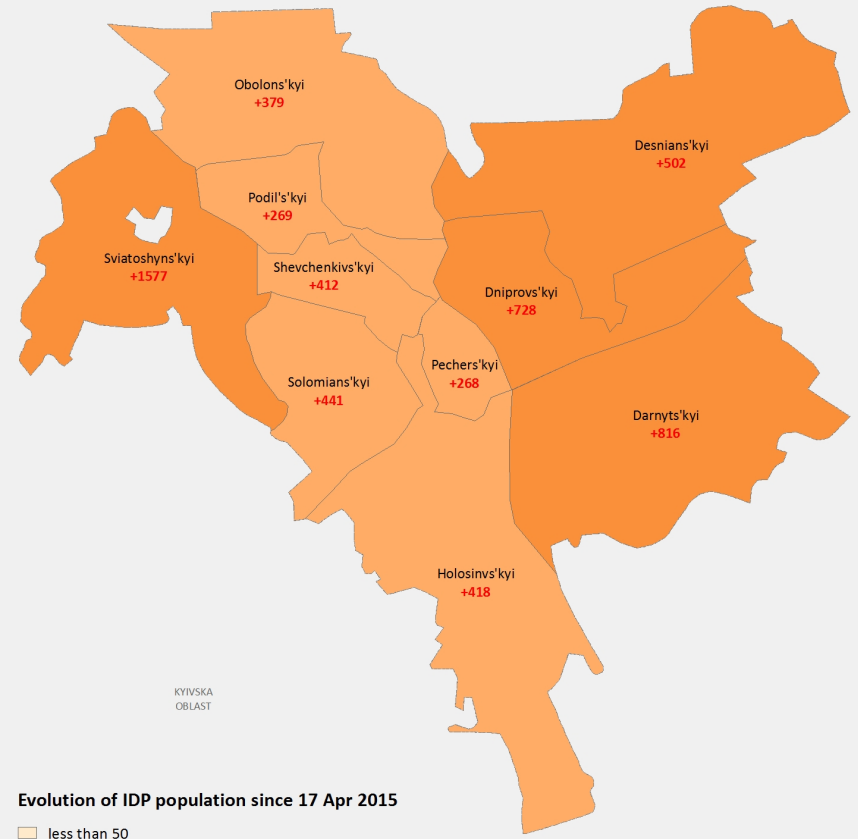 Obolons'kyi
+379
Desnians'kyi
+502
Podil's'kyi
+269
Sviatoshyns'kyi
+1577
Shevchenkivs'kyi
+412
Dniprovs'kyi
+728
Pechers'kyi
+268
Solomians'kyi
+441
Darnyts'kyi
+816
Holosinvs'kyi
+418
KYIVSKA
OBLAST
Evolution of IDP population since 17 Apr 2015
less than 50